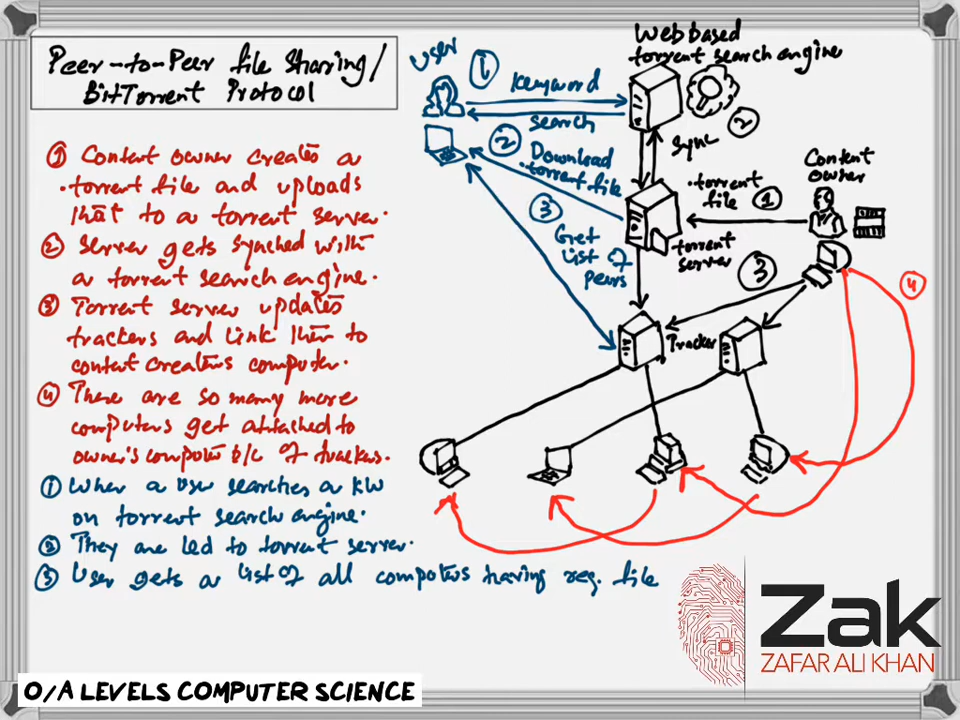 Peer-to-Peer file Sharing/
BitTorrent Protocol
① Content owner creates a
.torrent file and uploads
that to a torrent server.
② Server gets synched with
a torrent search engine.
③ Torrent server updates
trackers and link them to
content creators computer.
④ There are so many more
computers get attached to
owner's computer b/c of trackers.
① When a user searches a KW
on torrent search engine.
② They are led to torrent server.
③ User gets a list of all computers having req. file
User
①
Keyword
search
Web based
torrent search engine
② Sync
②
Download
.torrent file
③
Get
list of
peers
.torrent
file ①
Content
owner
torrent
server
③
④
Tracker
Zak
ZAFAR ALI KHAN
O/A LEVELS COMPUTER SCIENCE